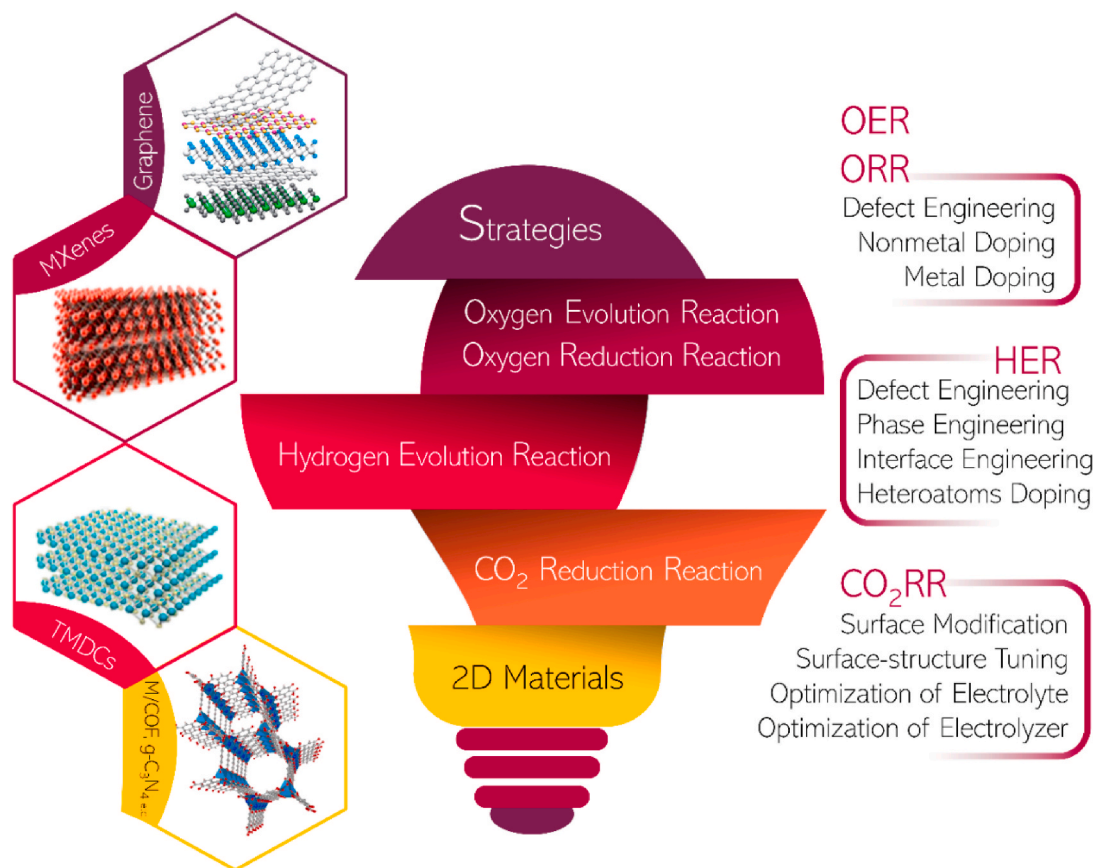 Graphene
MXenes
TMDCs
M/COF, g-C₃N₄ e.c
Strategies
Oxygen Evolution Reaction
Oxygen Reduction Reaction
Hydrogen Evolution Reaction
CO₂ Reduction Reaction
2D Materials
OER
ORR
Defect Engineering
Nonmetal Doping
Metal Doping
HER
Defect Engineering
Phase Engineering
Interface Engineering
Heteroatoms Doping
CO₂RR
Surface Modification
Surface-structure Tuning
Optimization of Electrolyte
Optimization of Electrolyzer